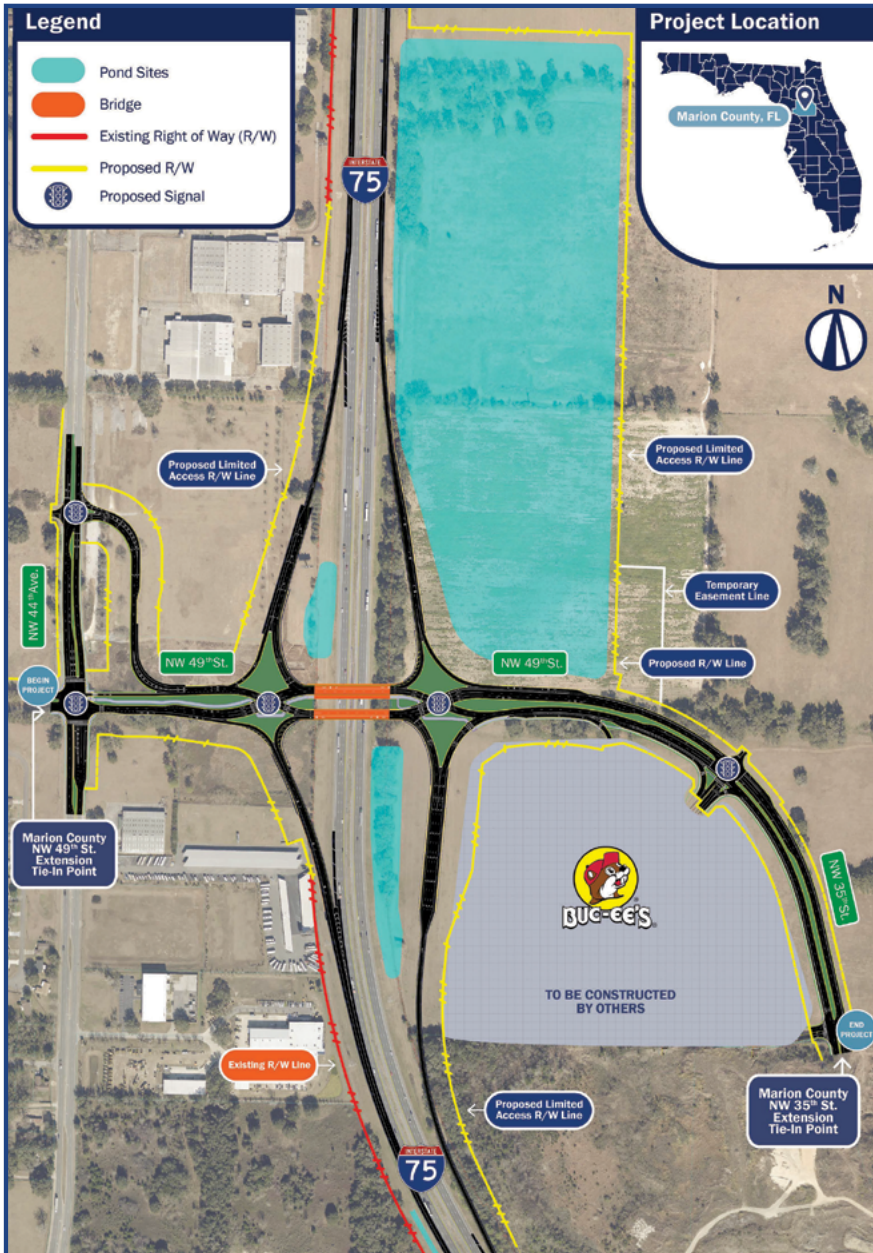 Legend
Pond Sites
Bridge
Existing Right of Way (R/W)
Proposed R/W
Proposed Signal
Project Location
Marion County, FL
N
INTERSTATE
75
Proposed Limited
Access R/W Line
Proposed Limited
Access R/W Line
NW 44th Ave.
Temporary
Easement Line
NW 49th St.
NW 49th St.
Proposed R/W Line
BEGIN
PROJECT
Marion County
NW 49th St.
Extension
Tie-In Point
BUC-EE'S
NW 35th St.
TO BE CONSTRUCTED
BY OTHERS
END
PROJECT
Existing R/W Line
Proposed Limited
Access R/W Line
Marion County
NW 35th St.
Extension
Tie-In Point
INTERSTATE
75